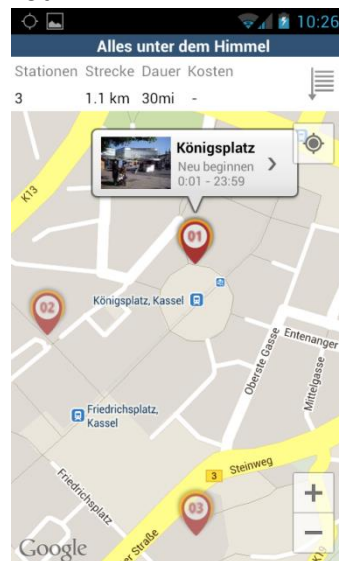 10:26
Alles unter dem Himmel
Stationen Strecke Dauer Kosten
3 1.1 km 30mi -
Königsplatz
Neu beginnen
0:01 - 23:59
K13
01
02
Königsplatz, Kassel
Entenanger
Oberste Gasse
Mittelgasse
Friedrichsplatz,
Kassel
3
Steinweg
Friedrichsplatz
03
Straße
K19
+
−
Google